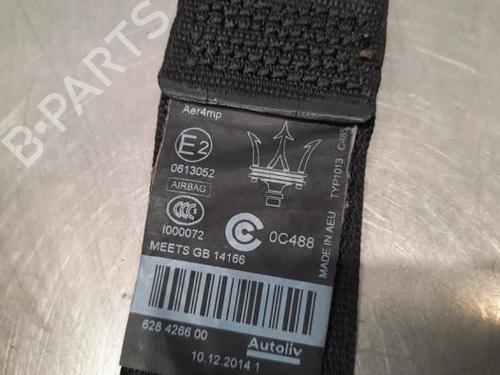 B-PARTS
Aer4mp
E2
0613052
AIRBAG
CCC
I000072
C
0C488
MEETS GB 14166
TYP1013
MADE IN AEU
628 4266 00
Autoliv
10.12.2014 1